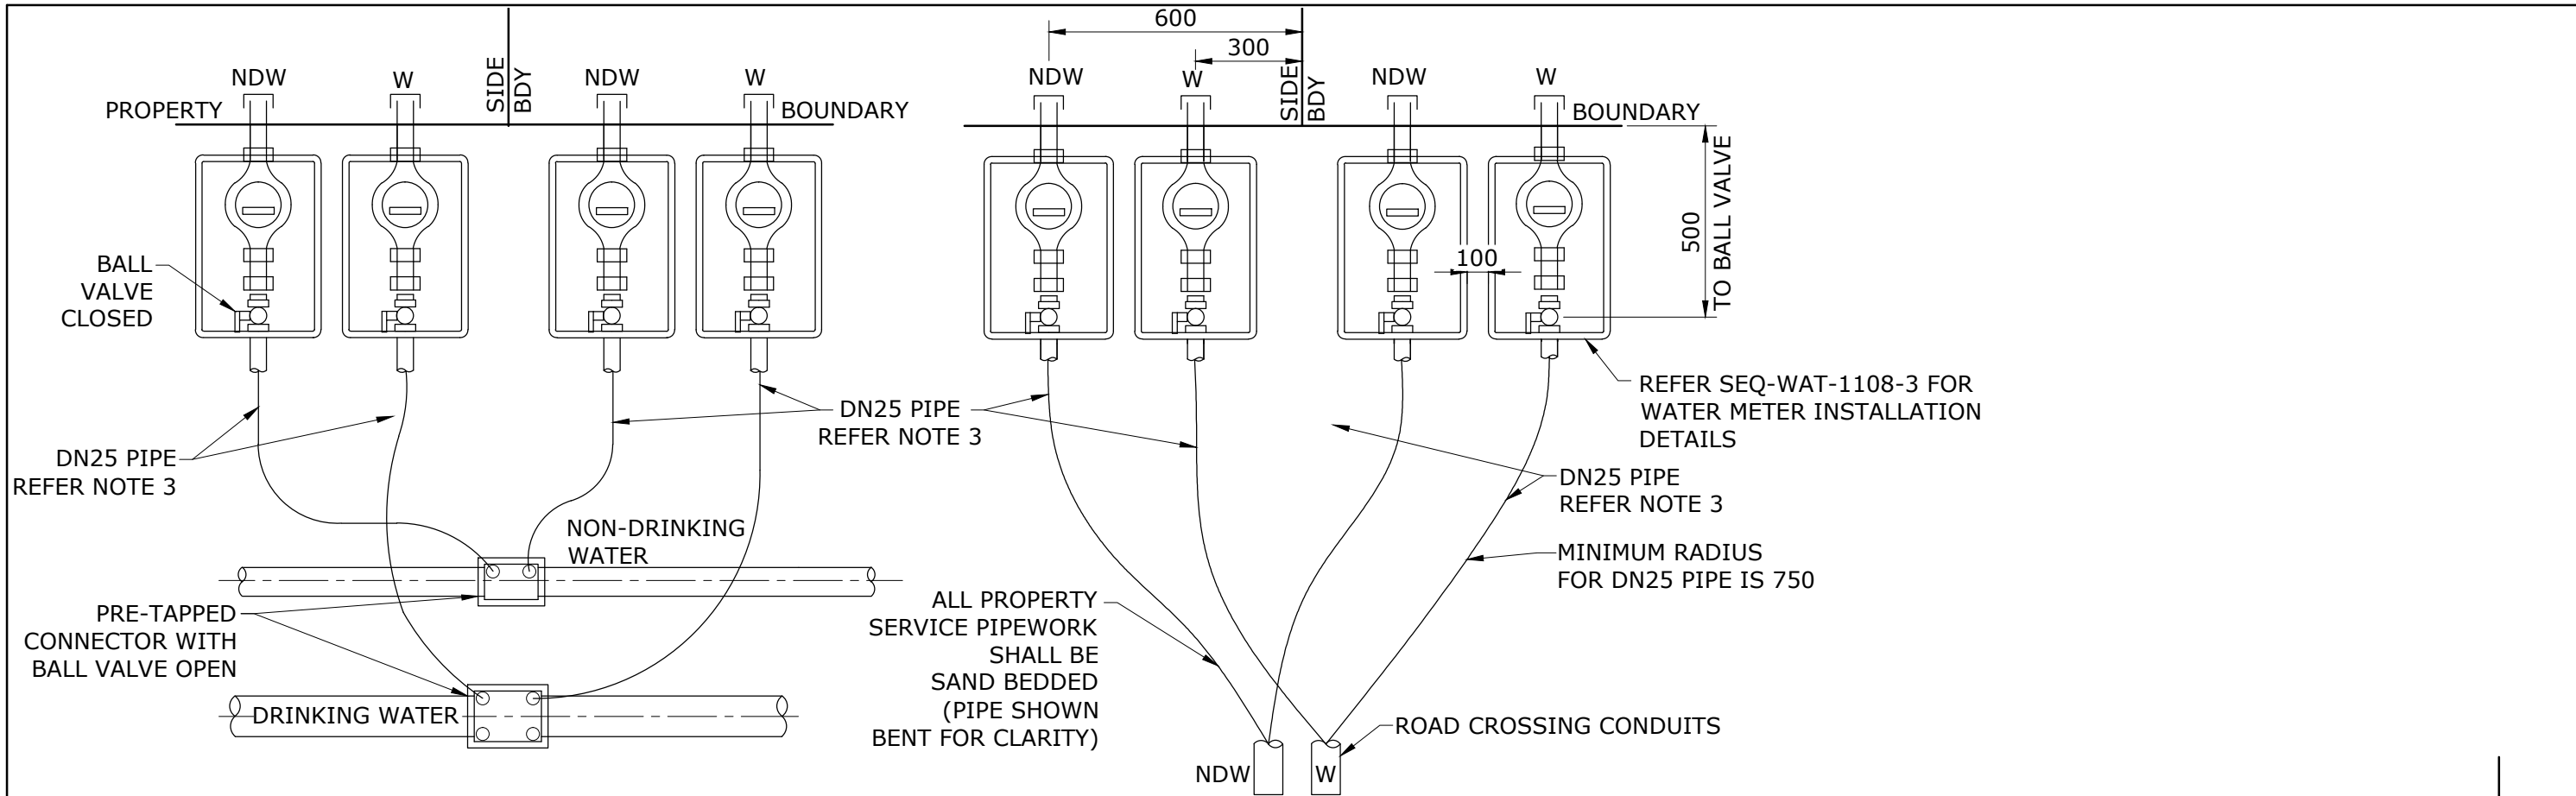 600
300
NDW
W
SIDE
BDY
NDW
W
NDW
W
SIDE
BDY
NDW
W
PROPERTY
BOUNDARY
BOUNDARY
BALL
VALVE
CLOSED
100
500
TO BALL VALVE
DN25 PIPE
REFER NOTE 3
DN25 PIPE
REFER NOTE 3
REFER SEQ-WAT-1108-3 FOR
WATER METER INSTALLATION
DETAILS
DN25 PIPE
REFER NOTE 3
NON-DRINKING
WATER
MINIMUM RADIUS
FOR DN25 PIPE IS 750
PRE-TAPPED
CONNECTOR WITH
BALL VALVE OPEN
ALL PROPERTY
SERVICE PIPEWORK
SHALL BE
SAND BEDDED
(PIPE SHOWN
BENT FOR CLARITY)
DRINKING WATER
ROAD CROSSING CONDUITS
NDW
W